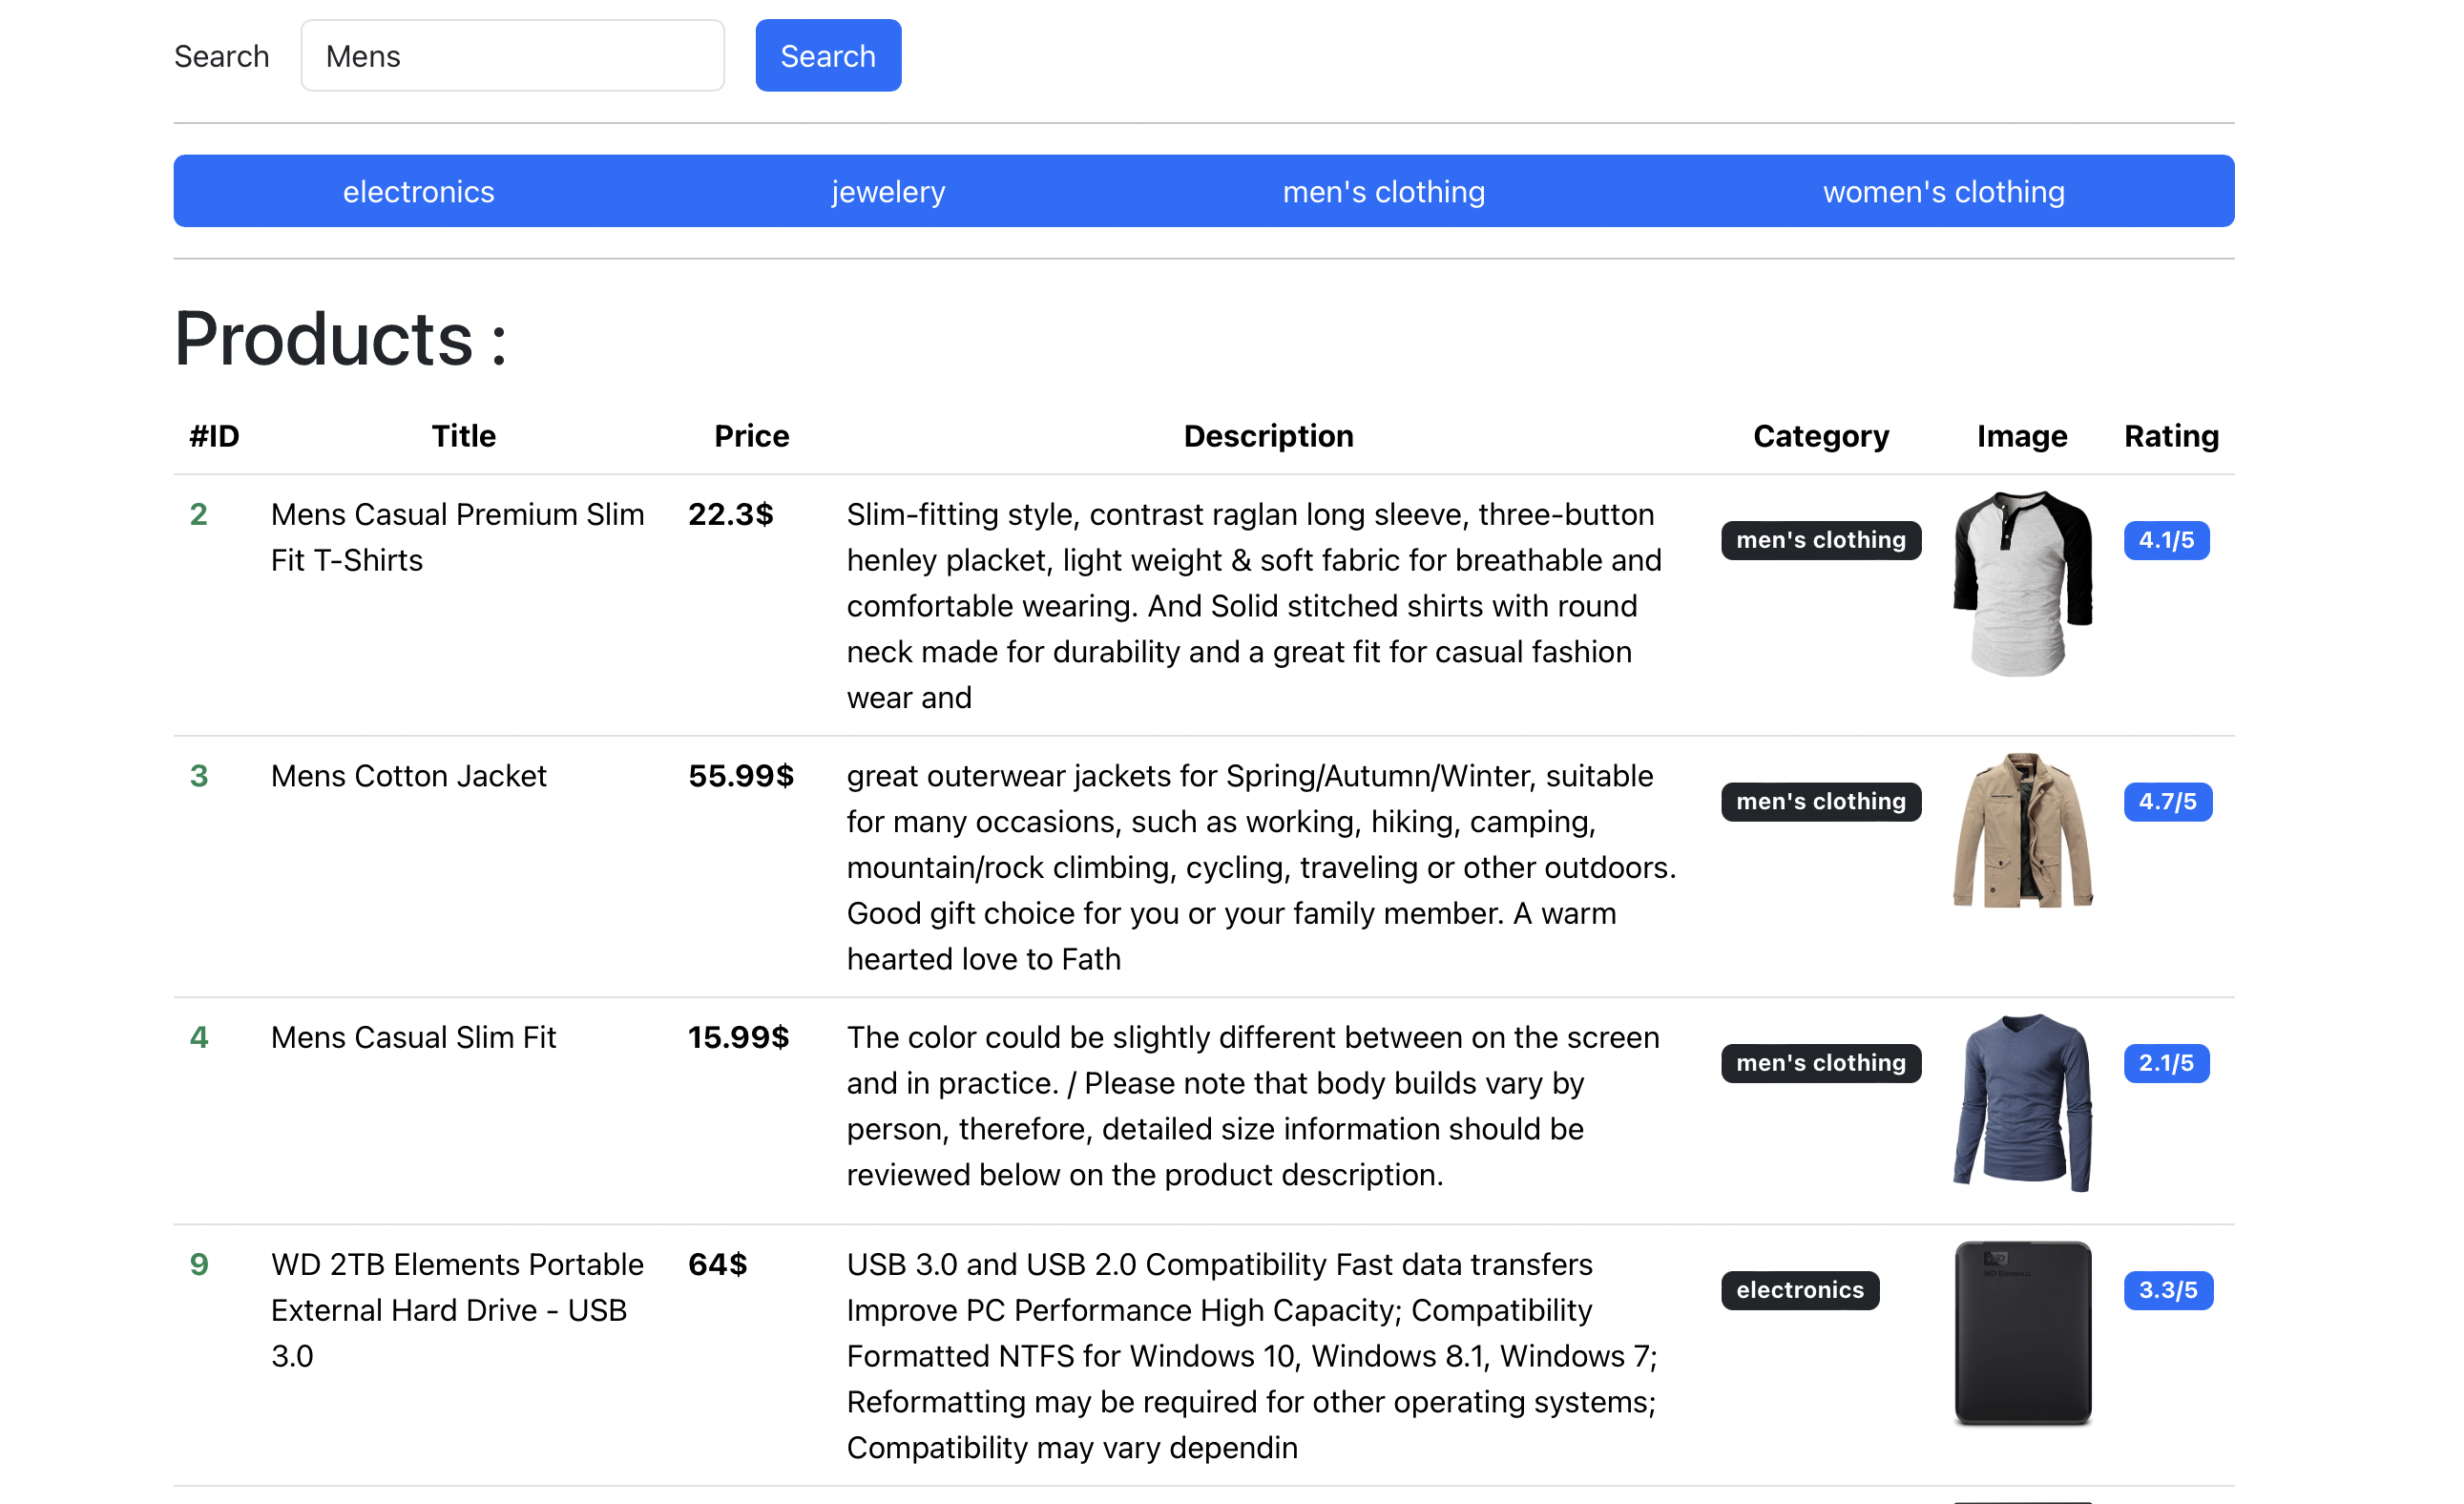 Search Mens Search
electronics jewelery men's clothing women's clothing
Products :
#ID Title Price Description Category Image Rating
2 Mens Casual Premium Slim 22.3$ Slim-fitting style, contrast raglan long sleeve, three-button
Fit T-Shirts henley placket, light weight & soft fabric for breathable and men's clothing 4.1/5
comfortable wearing. And Solid stitched shirts with round
neck made for durability and a great fit for casual fashion
wear and
3 Mens Cotton Jacket 55.99$ great outerwear jackets for Spring/Autumn/Winter, suitable
for many occasions, such as working, hiking, camping, men's clothing 4.7/5
mountain/rock climbing, cycling, traveling or other outdoors.
Good gift choice for you or your family member. A warm
hearted love to Fath
4 Mens Casual Slim Fit 15.99$ The color could be slightly different between on the screen
and in practice. / Please note that body builds vary by men's clothing 2.1/5
person, therefore, detailed size information should be
reviewed below on the product description.
9 WD 2TB Elements Portable 64$ USB 3.0 and USB 2.0 Compatibility Fast data transfers
External Hard Drive - USB Improve PC Performance High Capacity; Compatibility electronics 3.3/5
3.0 Formatted NTFS for Windows 10, Windows 8.1, Windows 7;
Reformatting may be required for other operating systems;
Compatibility may vary dependin